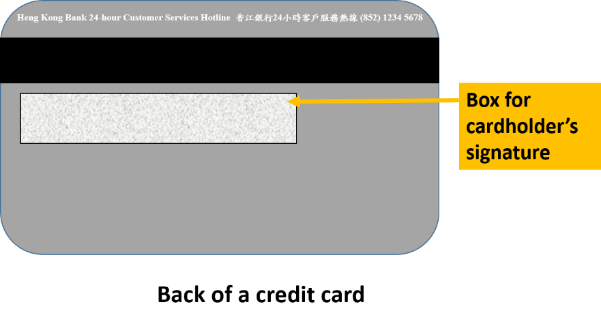 Heng Kong Bank 24-hour Customer Services Hotline 香江銀行24小時客戶服務熱線 (852) 1234 5678
Box for
cardholder's
signature
Back of a credit card